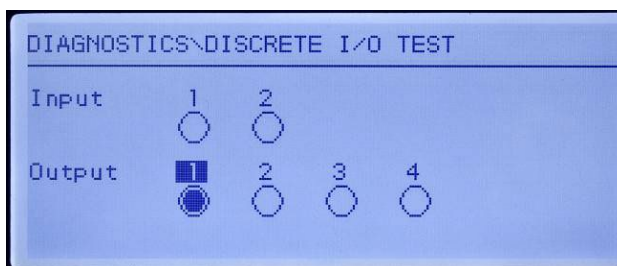 DIAGNOSTICS\DISCRETE I/O TEST
Input 1 2
Output 1 2 3 4